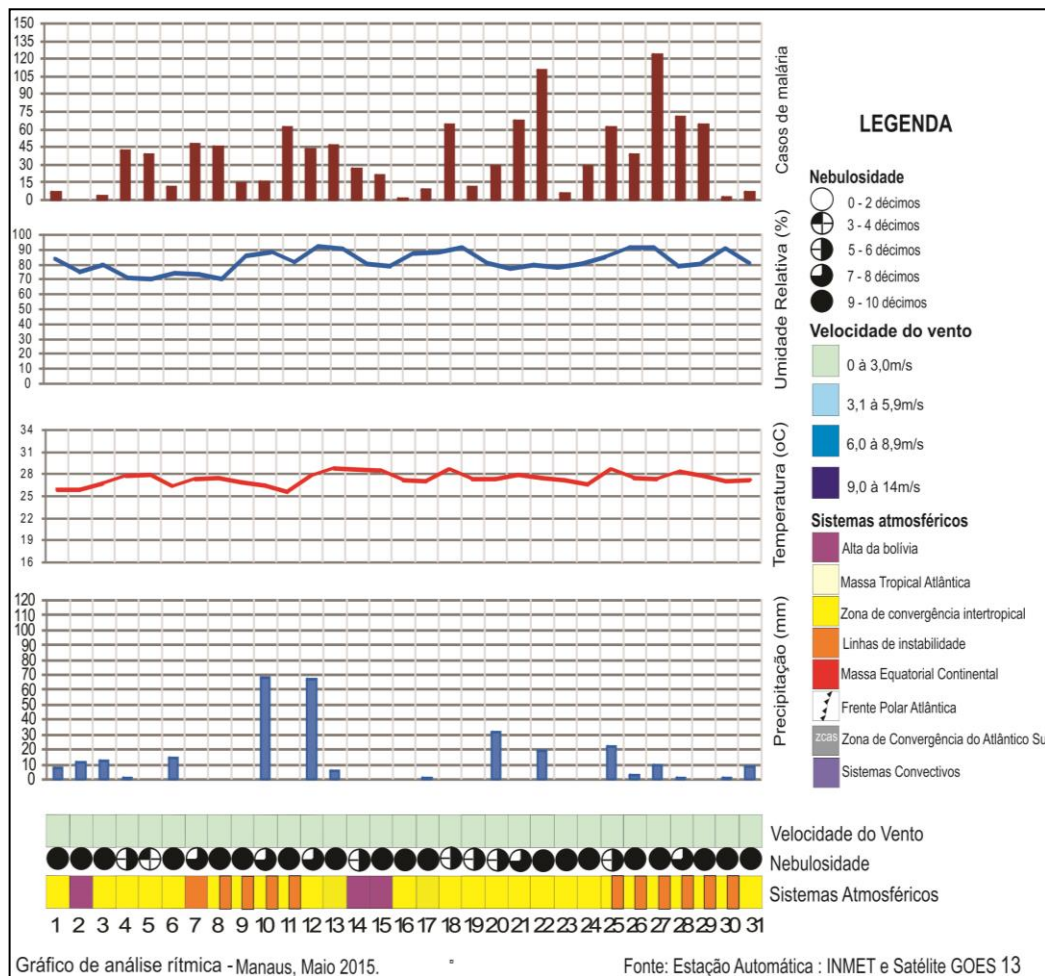 150
135
120
105
90
75
60
45
30
15
0
Casos de malária
100
90
80
70
60
50
40
30
20
10
0
Umidade Relativa (%)
34
31
28
25
22
19
16
Temperatura (oC)
120
110
100
90
80
70
60
50
40
30
20
10
0
Precipitação (mm)
LEGENDA
Nebulosidade
0 - 2 décimos
3 - 4 décimos
5 - 6 décimos
7 - 8 décimos
9 - 10 décimos
Velocidade do vento
0 à 3,0m/s
3,1 à 5,9m/s
6,0 à 8,9m/s
9,0 à 14m/s
Sistemas atmosféricos
Alta da bolívia
Massa Tropical Atlântica
Zona de convergência intertropical
Linhas de instabilidade
Massa Equatorial Continental
Frente Polar Atlântica
zcas Zona de Convergência do Atlântico Su
Sistemas Convectivos
Velocidade do Vento
Nebulosidade
Sistemas Atmosféricos
1 2 3 4 5 6 7 8 9 10 11 12 13 14 15 16 17 18 19 20 21 22 23 24 25 26 27 28 29 30 31
Gráfico de análise rítmica - Manaus, Maio 2015.
Fonte: Estação Automática : INMET e Satélite GOES 13